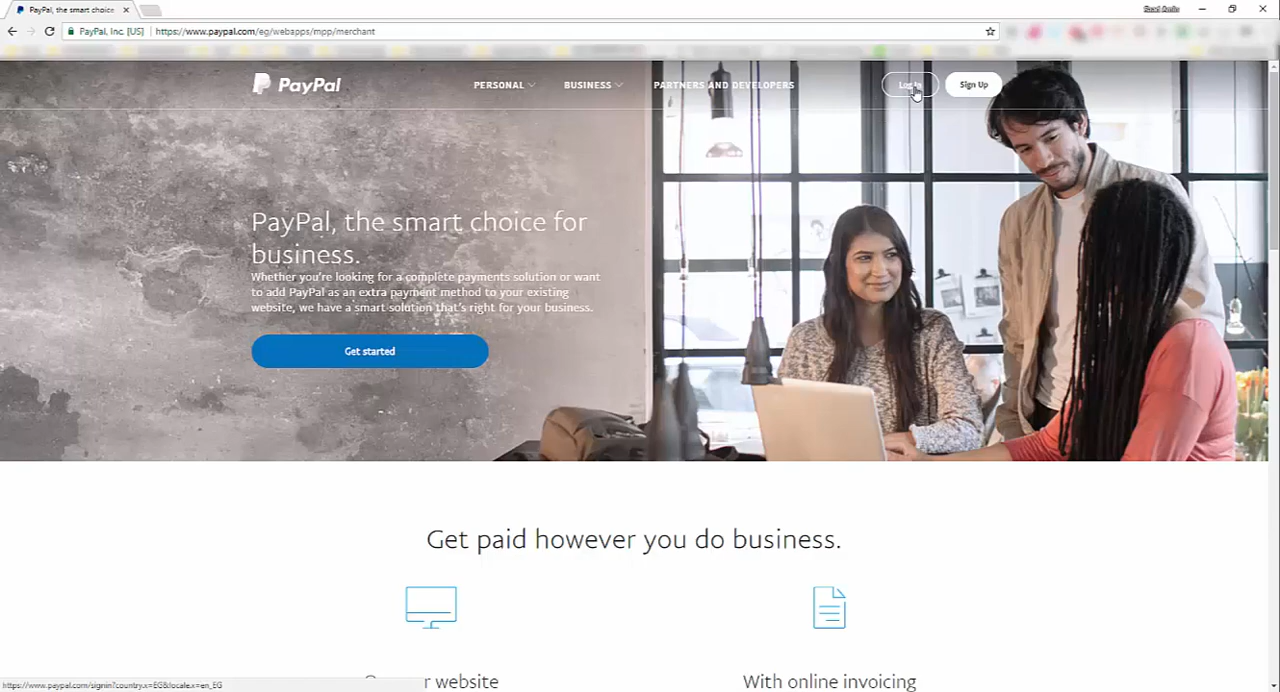 PayPal, the smart choice
PayPal, Inc. [US]
https://www.paypal.com/eg/webapps/mpp/merchant
PayPal
PERSONAL
BUSINESS
PARTNERS AND DEVELOPERS
Log In
Sign Up
PayPal, the smart choice for
business.
Whether you're looking for a complete payments solution or want
to add PayPal as an extra payment method to your existing
website, we have a smart solution that's right for your business.
Get started
Get paid however you do business.
website
With online invoicing
https://www.paypal.com/signin?country.x=EG&locale.x=en_EG